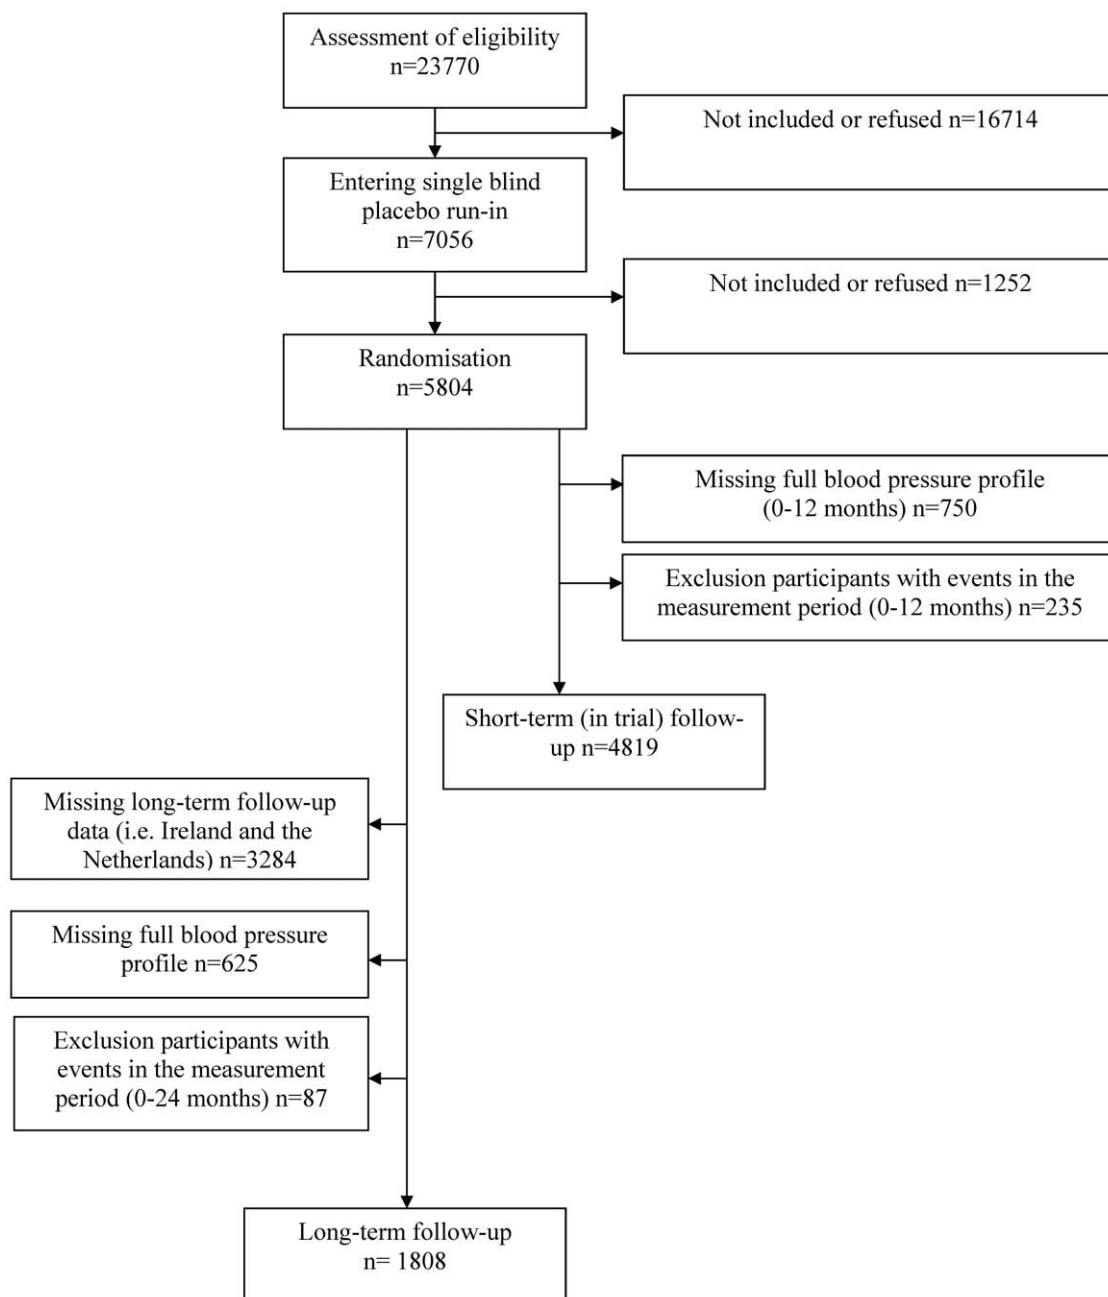 Assessment of eligibility
n=23770
Not included or refused n=16714
Entering single blind
placebo run-in
n=7056
Not included or refused n=1252
Randomisation
n=5804
Missing full blood pressure profile
(0-12 months) n=750
Exclusion participants with events in the
measurement period (0-12 months) n=235
Short-term (in trial) follow-
up n=4819
Missing long-term follow-up
data (i.e. Ireland and the
Netherlands) n=3284
Missing full blood pressure
profile n=625
Exclusion participants with
events in the measurement
period (0-24 months) n=87
Long-term follow-up
n= 1808